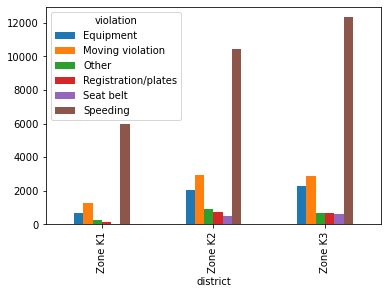 violation
Equipment
Moving violation
Other
Registration/plates
Seat belt
Speeding
12000
10000
8000
6000
4000
2000
0
Zone K1
Zone K2
Zone K3
district